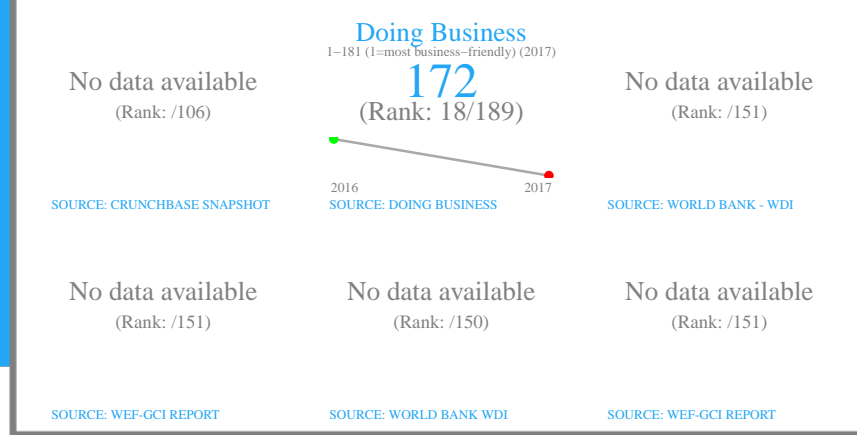 Doing Business
1−181 (1=most business−friendly) (2017)
No data available
(Rank: /106)
172
(Rank: 18/189)
No data available
(Rank: /151)
2016
2017
SOURCE: CRUNCHBASE SNAPSHOT
SOURCE: DOING BUSINESS
SOURCE: WORLD BANK - WDI
No data available
(Rank: /151)
No data available
(Rank: /150)
No data available
(Rank: /151)
SOURCE: WEF-GCI REPORT
SOURCE: WORLD BANK WDI
SOURCE: WEF-GCI REPORT